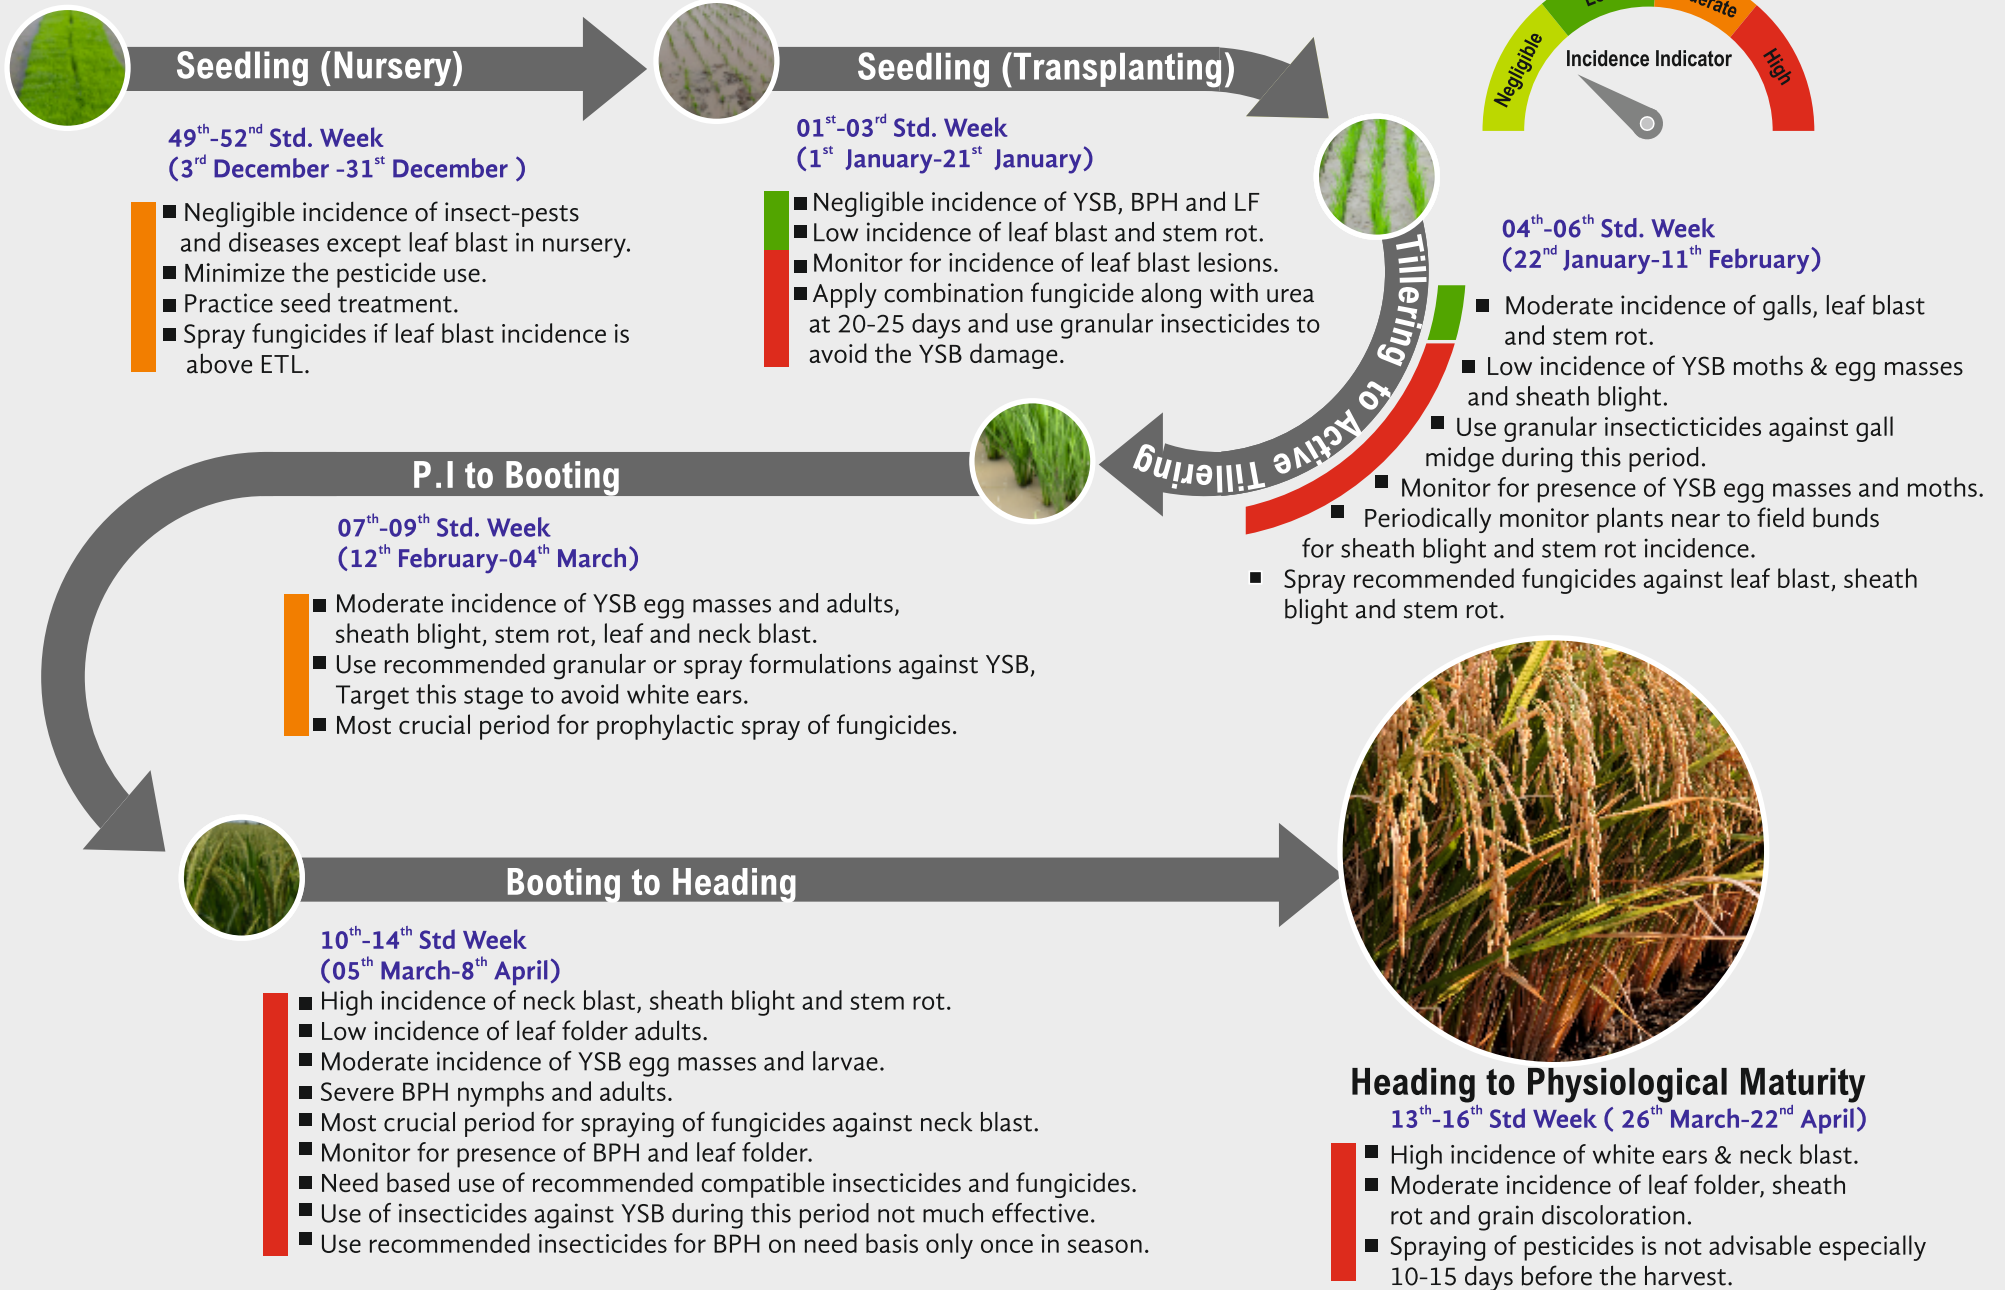 Seedling (Nursery)
49th-52nd Std. Week
(3rd December -31st December )
■ Negligible incidence of insect-pests
and diseases except leaf blast in nursery.
■ Minimize the pesticide use.
■ Practice seed treatment.
■ Spray fungicides if leaf blast incidence is
above ETL.
Seedling (Transplanting)
01st-03rd Std. Week
(1st January-21st January)
■ Negligible incidence of YSB, BPH and LF
■ Low incidence of leaf blast and stem rot.
■ Monitor for incidence of leaf blast lesions.
■ Apply combination fungicide along with urea
at 20-25 days and use granular insecticides to
avoid the YSB damage.
Negligible
High
Incidence Indicator
Tillering to Active Tillering
04th-06th Std. Week
(22nd January-11th February)
■ Moderate incidence of galls, leaf blast
and stem rot.
■ Low incidence of YSB moths & egg masses
and sheath blight.
■ Use granular insecticticides against gall
midge during this period.
■ Monitor for presence of YSB egg masses and moths.
■ Periodically monitor plants near to field bunds
for sheath blight and stem rot incidence.
■ Spray recommended fungicides against leaf blast, sheath
blight and stem rot.
P.I to Booting
07th-09th Std. Week
(12th February-04th March)
■ Moderate incidence of YSB egg masses and adults,
sheath blight, stem rot, leaf and neck blast.
■ Use recommended granular or spray formulations against YSB,
Target this stage to avoid white ears.
■ Most crucial period for prophylactic spray of fungicides.
Booting to Heading
10th-14th Std Week
(05th March-8th April)
■ High incidence of neck blast, sheath blight and stem rot.
■ Low incidence of leaf folder adults.
■ Moderate incidence of YSB egg masses and larvae.
■ Severe BPH nymphs and adults.
■ Most crucial period for spraying of fungicides against neck blast.
■ Monitor for presence of BPH and leaf folder.
■ Need based use of recommended compatible insecticides and fungicides.
■ Use of insecticides against YSB during this period not much effective.
■ Use recommended insecticides for BPH on need basis only once in season.
Heading to Physiological Maturity
13th-16th Std Week ( 26th March-22nd April)
■ High incidence of white ears & neck blast.
■ Moderate incidence of leaf folder, sheath
rot and grain discoloration.
■ Spraying of pesticides is not advisable especially
10-15 days before the harvest.